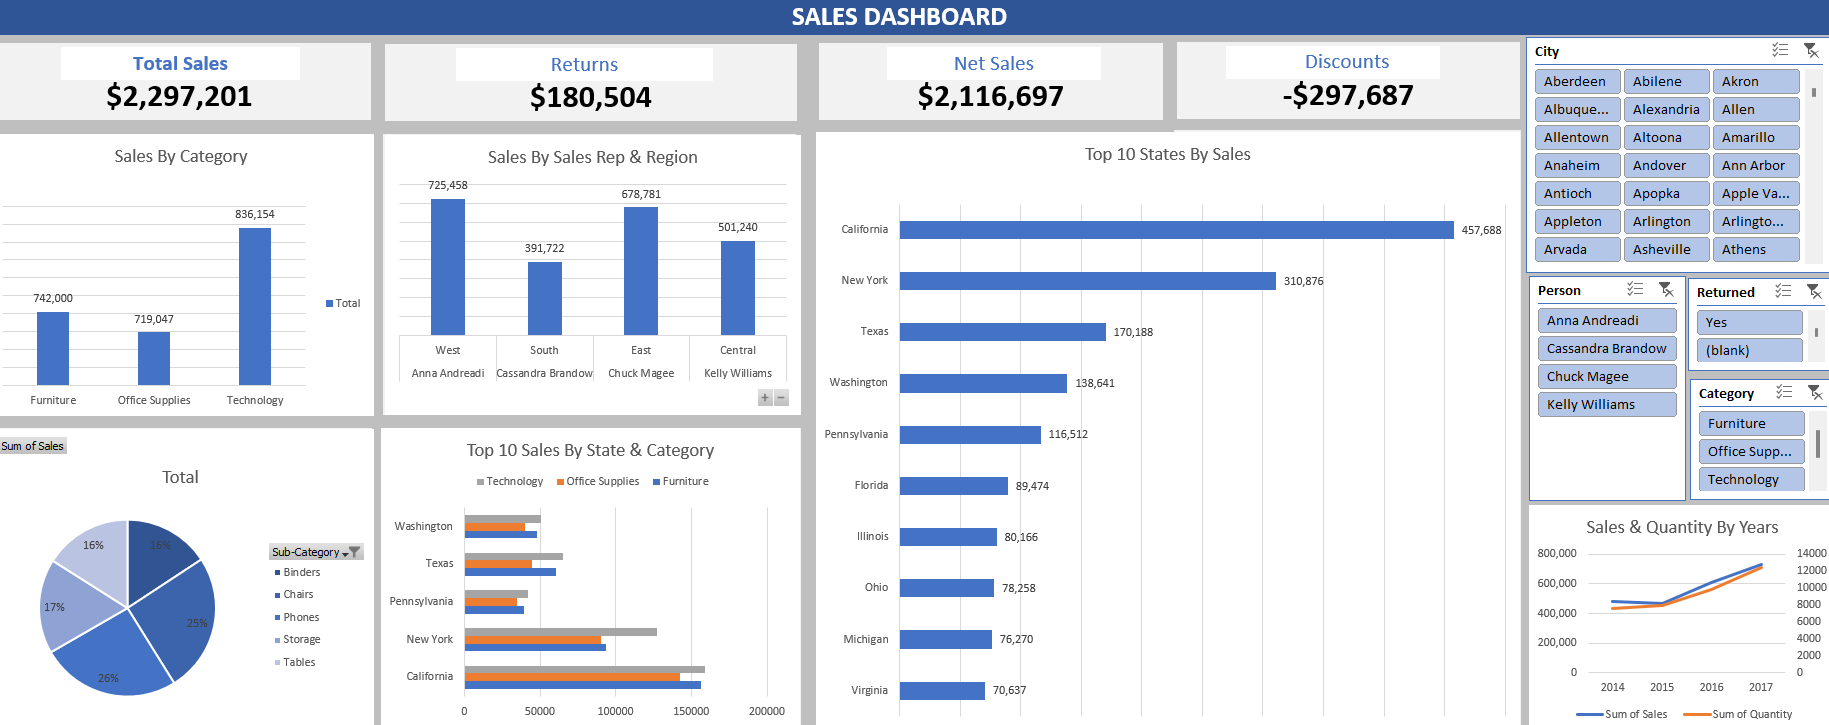 SALES DASHBOARD
Total Sales
$2,297,201
Returns
$180,504
Net Sales
$2,116,697
Discounts
-$297,687
City
Aberdeen Abilene Akron
Albuque... Alexandria Allen
Allentown Altoona Amarillo
Anaheim Andover Ann Arbor
Antioch Apopka Apple Va...
Appleton Arlington Arlingto...
Arvada Asheville Athens
Sales By Category
836,154
742,000
719,047
Total
Furniture Office Supplies Technology
Sales By Sales Rep & Region
725,458
678,781
501,240
391,722
West South East Central
Anna Andreadi Cassandra Brandow Chuck Magee Kelly Williams
+ −
Top 10 States By Sales
California 457,688
New York 310,876
Texas 170,188
Washington 138,641
Pennsylvania 116,512
Florida 89,474
Illinois 80,166
Ohio 78,258
Michigan 76,270
Virginia 70,637
Person
Anna Andreadi
Cassandra Brandow
Chuck Magee
Kelly Williams
Returned
Yes
(blank)
Category
Furniture
Office Supp...
Technology
Sum of Sales
Total
16% 16%
17%
25%
26%
Sub-Category
Binders
Chairs
Phones
Storage
Tables
Top 10 Sales By State & Category
Technology Office Supplies Furniture
Washington
Texas
Pennsylvania
New York
California
0 50000 100000 150000 200000
Sales & Quantity By Years
800,000 14000
12000
600,000 10000
400,000 8000
6000
200,000 4000
2000
0 0
2014 2015 2016 2017
Sum of Sales Sum of Quantity